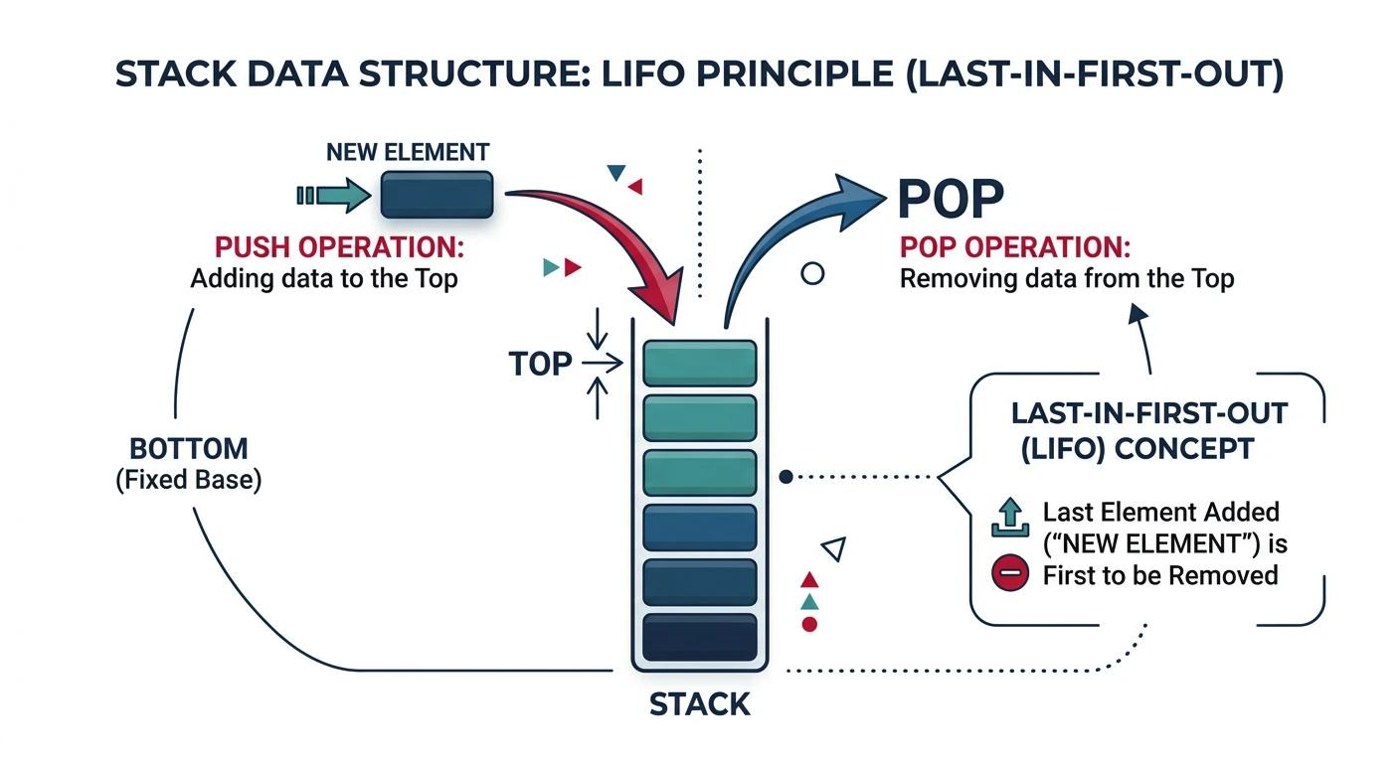 STACK DATA STRUCTURE: LIFO PRINCIPLE (LAST-IN-FIRST-OUT)
NEW ELEMENT
PUSH OPERATION:
Adding data to the Top
POP
POP OPERATION:
Removing data from the Top
TOP
BOTTOM
(Fixed Base)
LAST-IN-FIRST-OUT
(LIFO) CONCEPT
Last Element Added
(“NEW ELEMENT”) is
First to be Removed
STACK